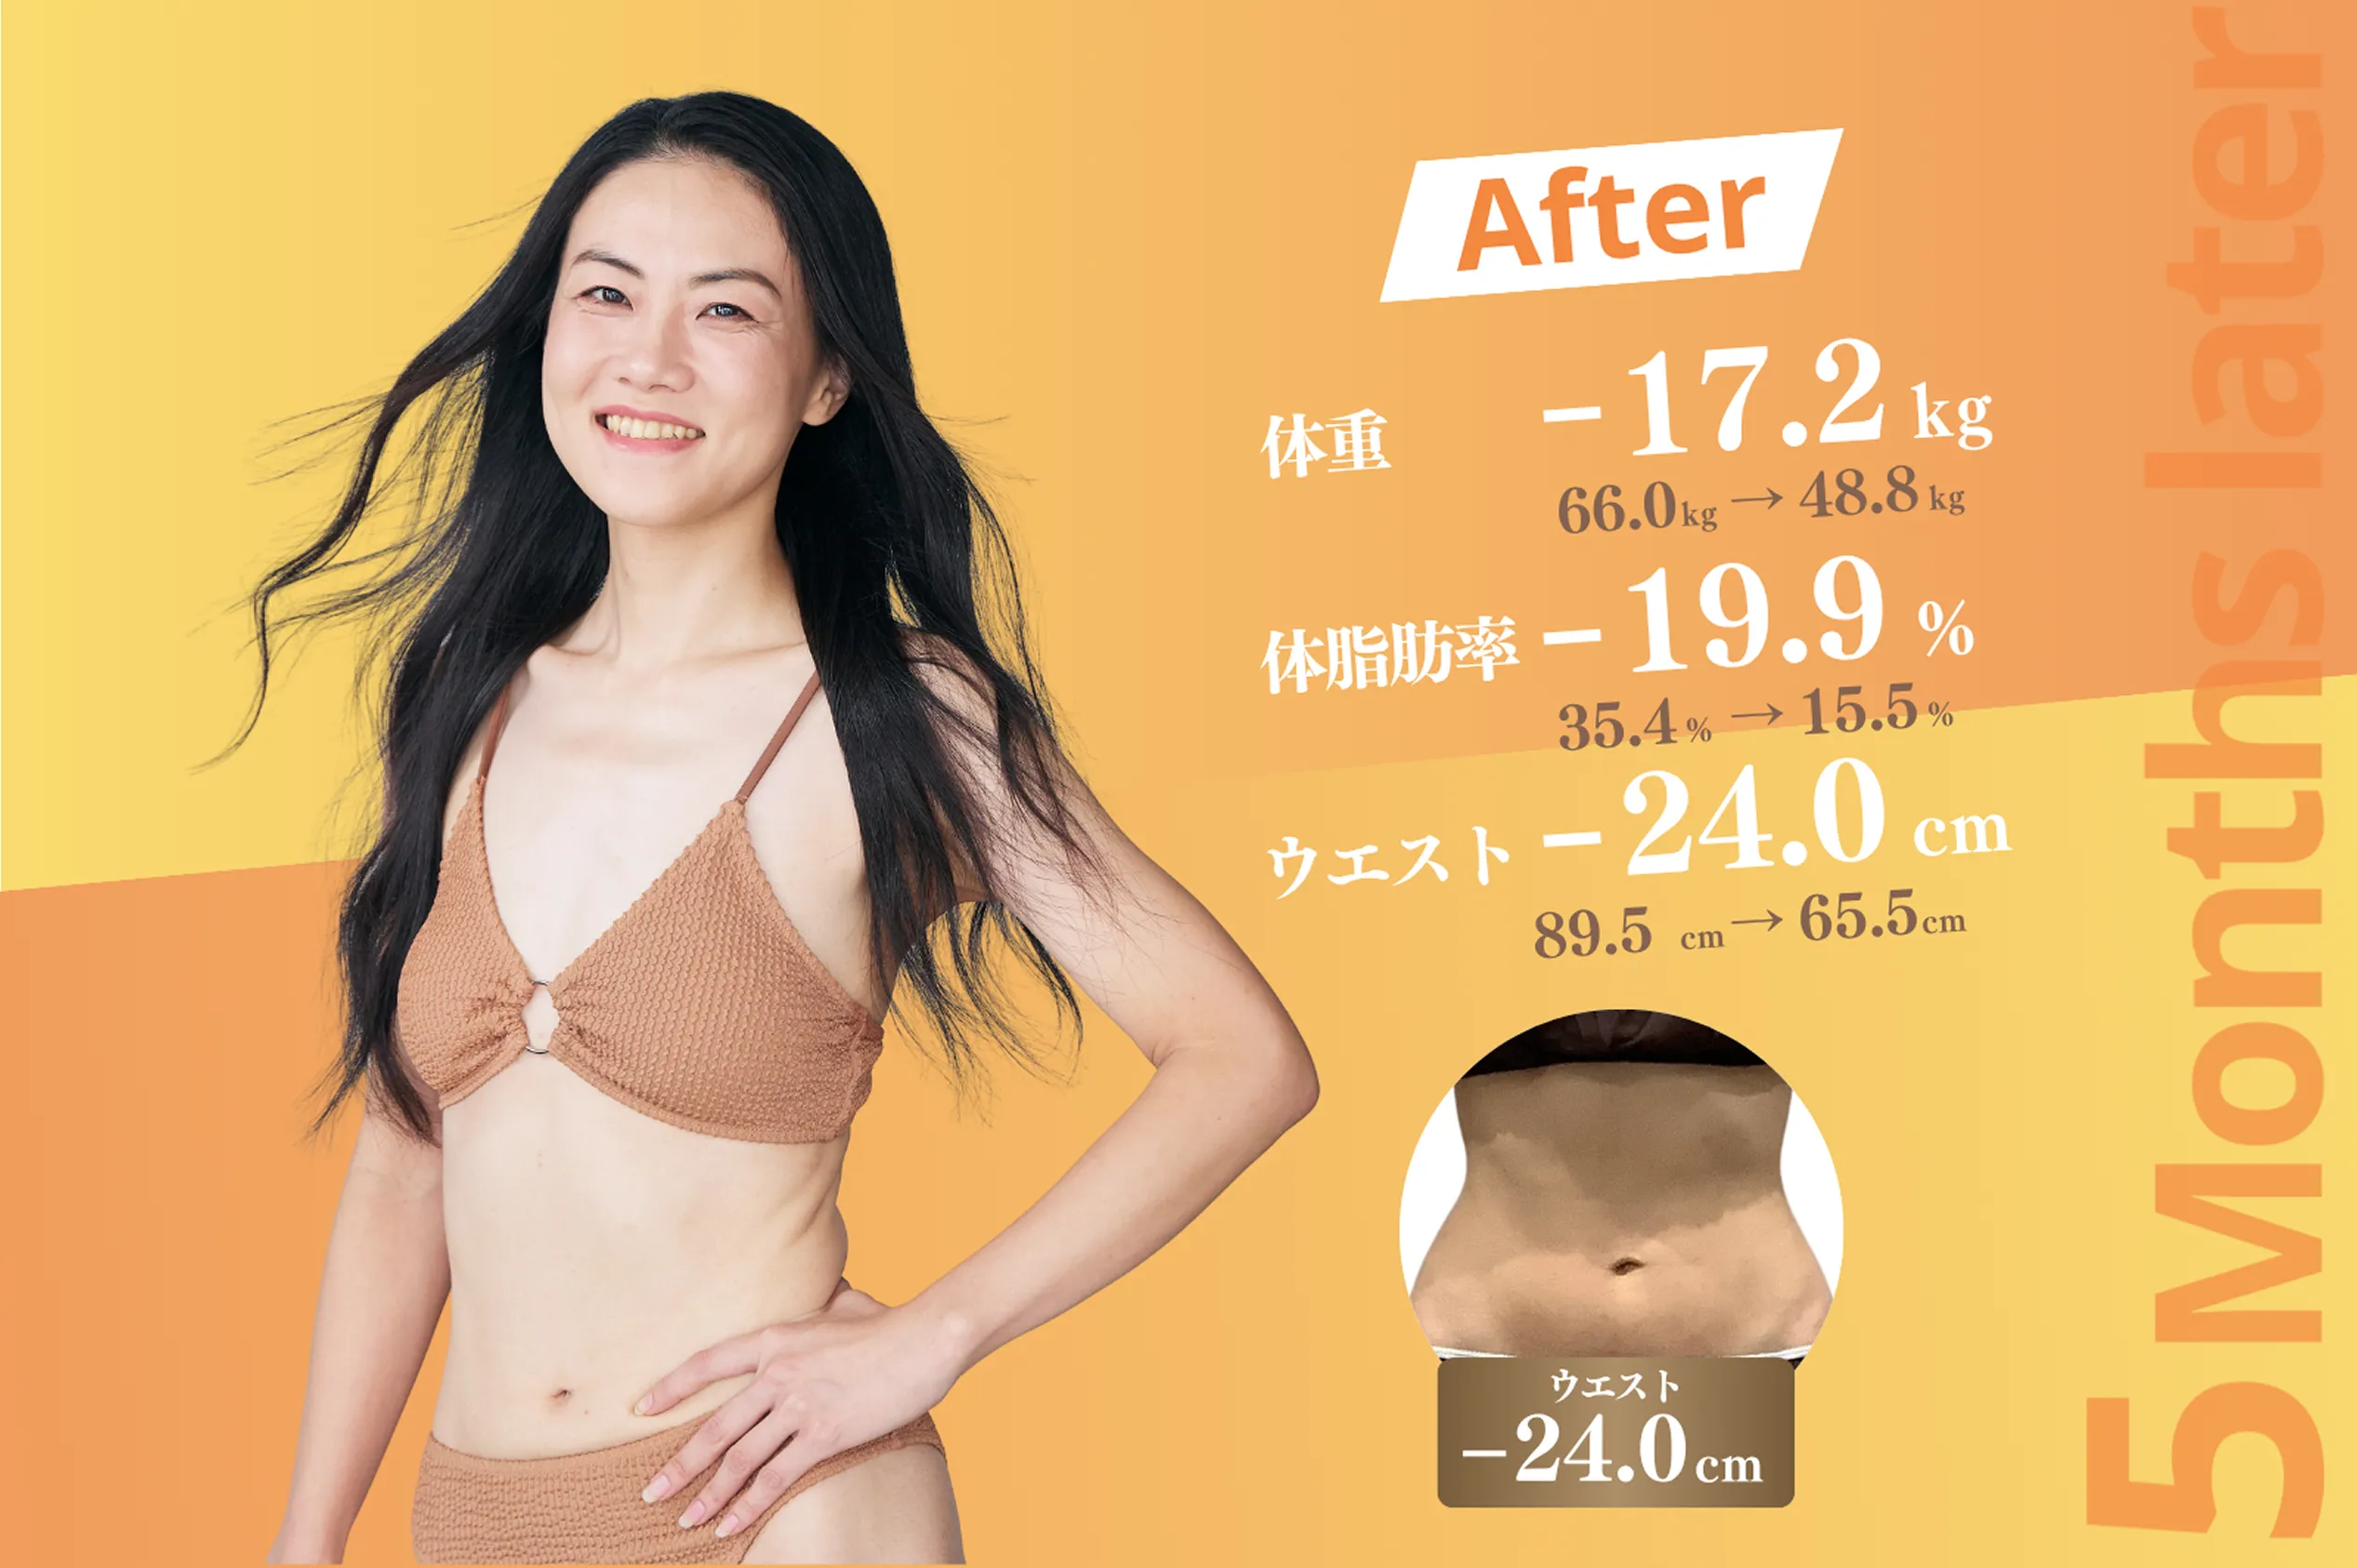 After
体重 −17.2 kg
66.0kg → 48.8 kg
体脂肪率 −19.9 %
35.4 % → 15.5 %
ウエスト −24.0 cm
89.5 cm → 65.5cm
ウエスト
−24.0cm
5 Months later